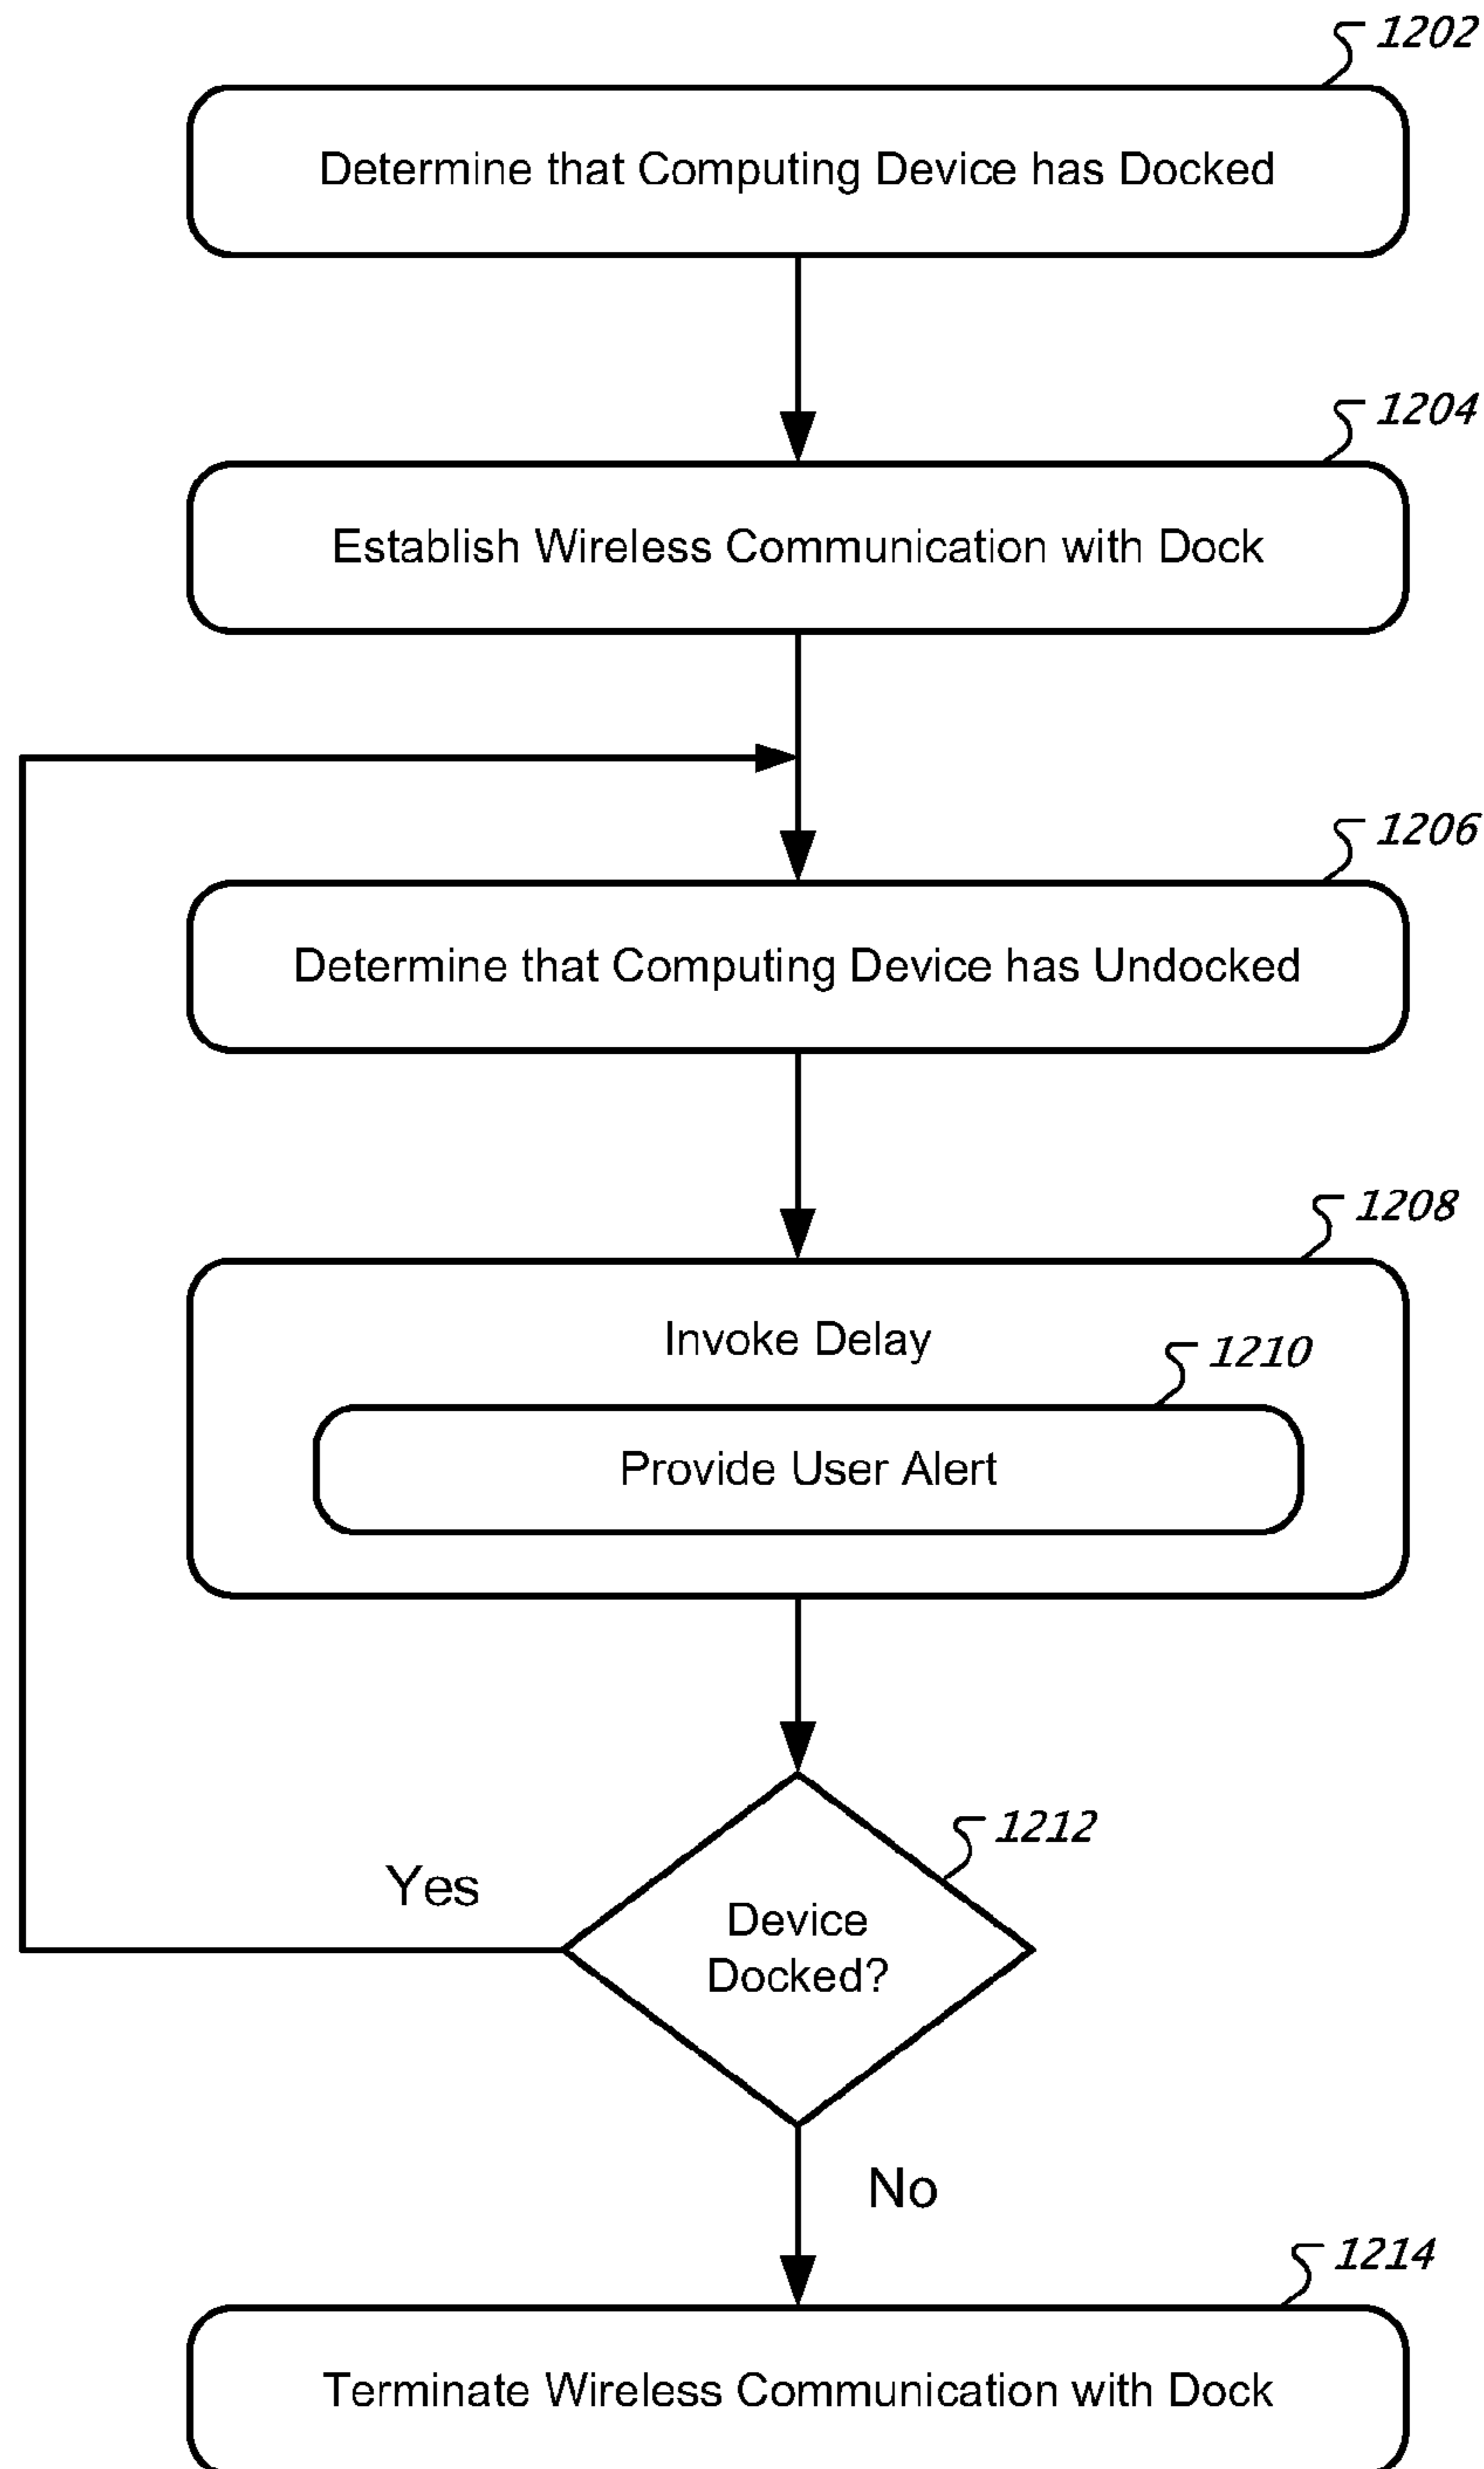 1202
Determine that Computing Device has Docked
1204
Establish Wireless Communication with Dock
1206
Determine that Computing Device has Undocked
1208
Invoke Delay
1210
Provide User Alert
1212
Yes
Device
Docked?
No
1214
Terminate Wireless Communication with Dock